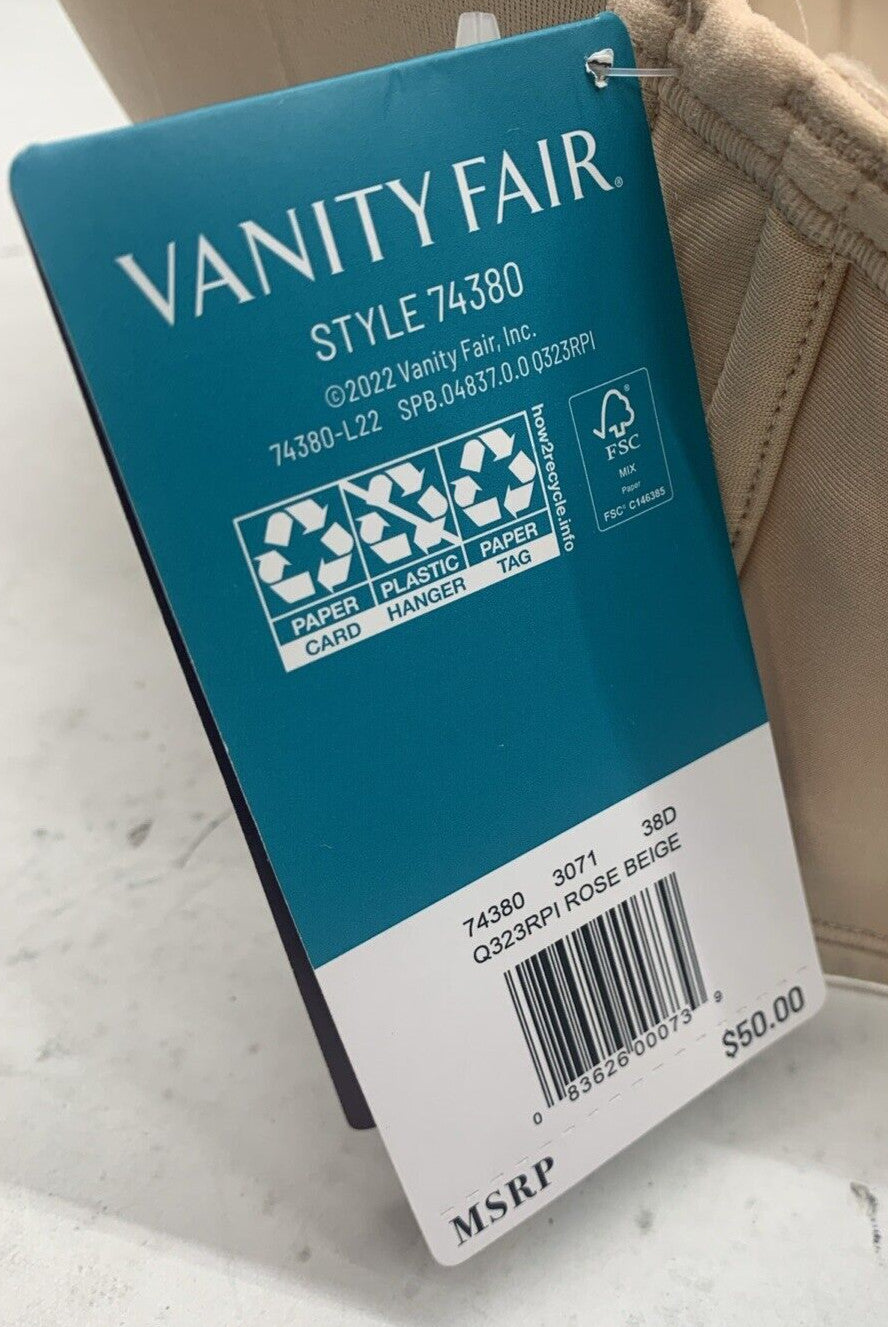 VANITY FAIR®
STYLE 74380
©2022 Vanity Fair, Inc.
74380-L22 SPB.04837.0.0 Q323RPI
PAPER PLASTIC PAPER
CARD HANGER TAG
how2recycle.info
®
FSC
MIX
Paper
FSC® C146385
74380 3071 38D
Q323RPI ROSE BEIGE
0 83626 00073 9
MSRP $50.00